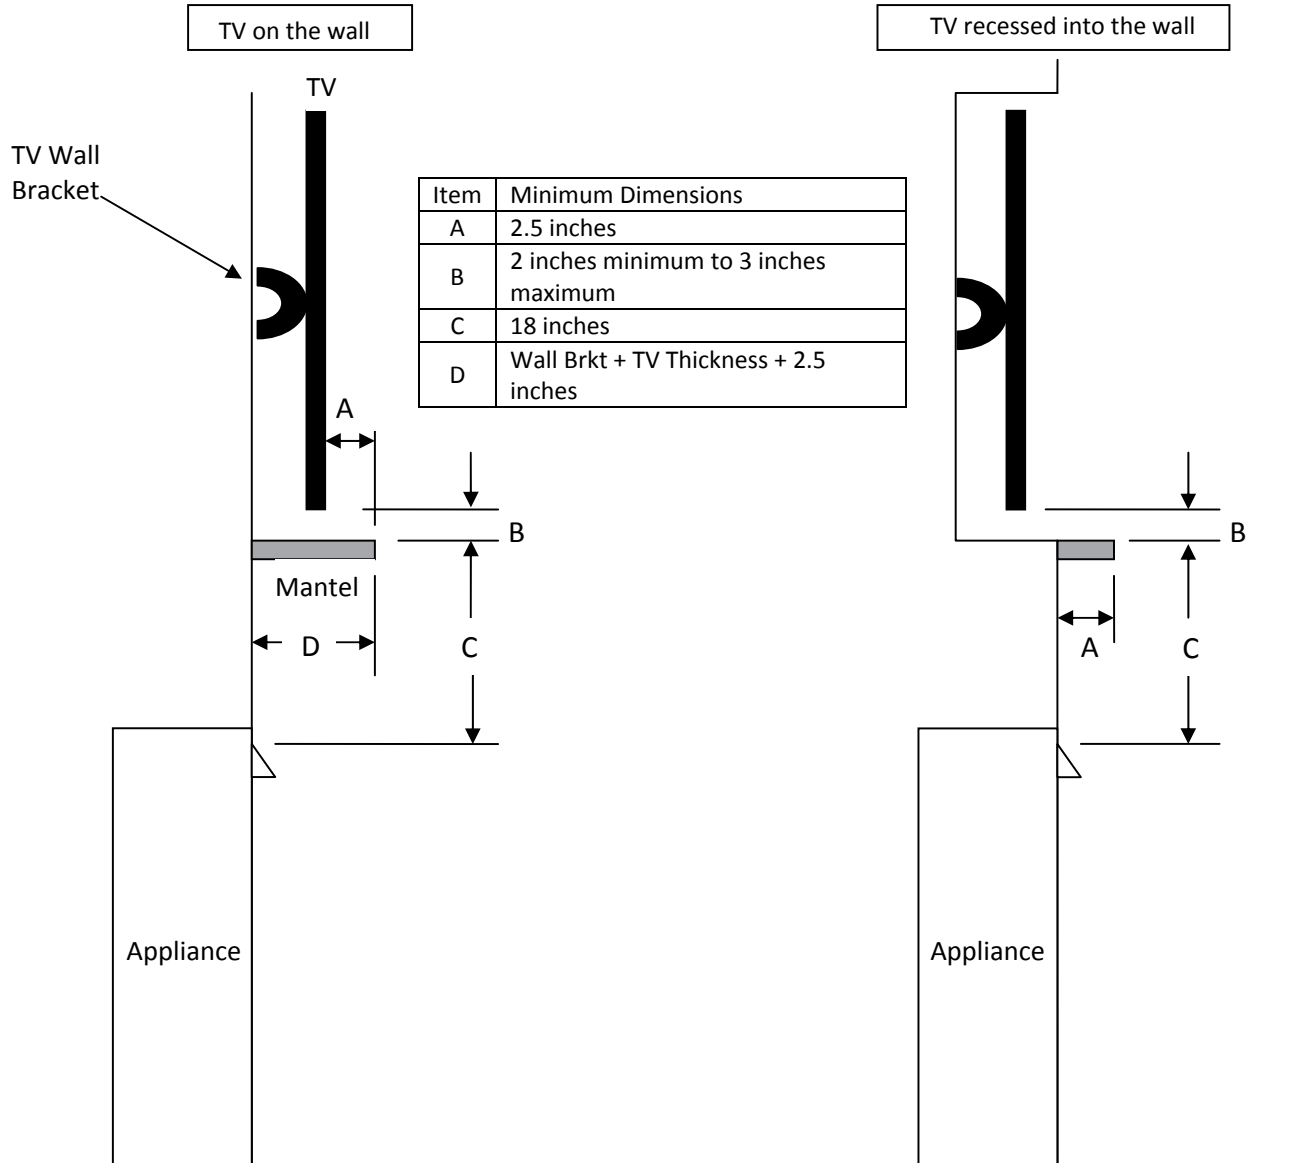 TV on the wall
TV recessed into the wall
TV
TV Wall
Bracket
Item Minimum Dimensions
A 2.5 inches
B 2 inches minimum to 3 inches
maximum
C 18 inches
D Wall Brkt + TV Thickness + 2.5
inches
A
B
Mantel
D
C
Appliance
B
A
C
Appliance